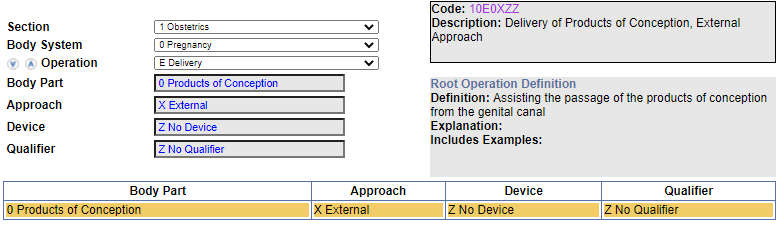 Section 1 Obstetrics
Body System 0 Pregnancy
Operation E Delivery
Body Part 0 Products of Conception
Approach X External
Device Z No Device
Qualifier Z No Qualifier
Code: 10E0XZZ
Description: Delivery of Products of Conception, External
Approach
Root Operation Definition
Definition: Assisting the passage of the products of conception
from the genital canal
Explanation:
Includes Examples:
Body Part Approach Device Qualifier
0 Products of Conception X External Z No Device Z No Qualifier